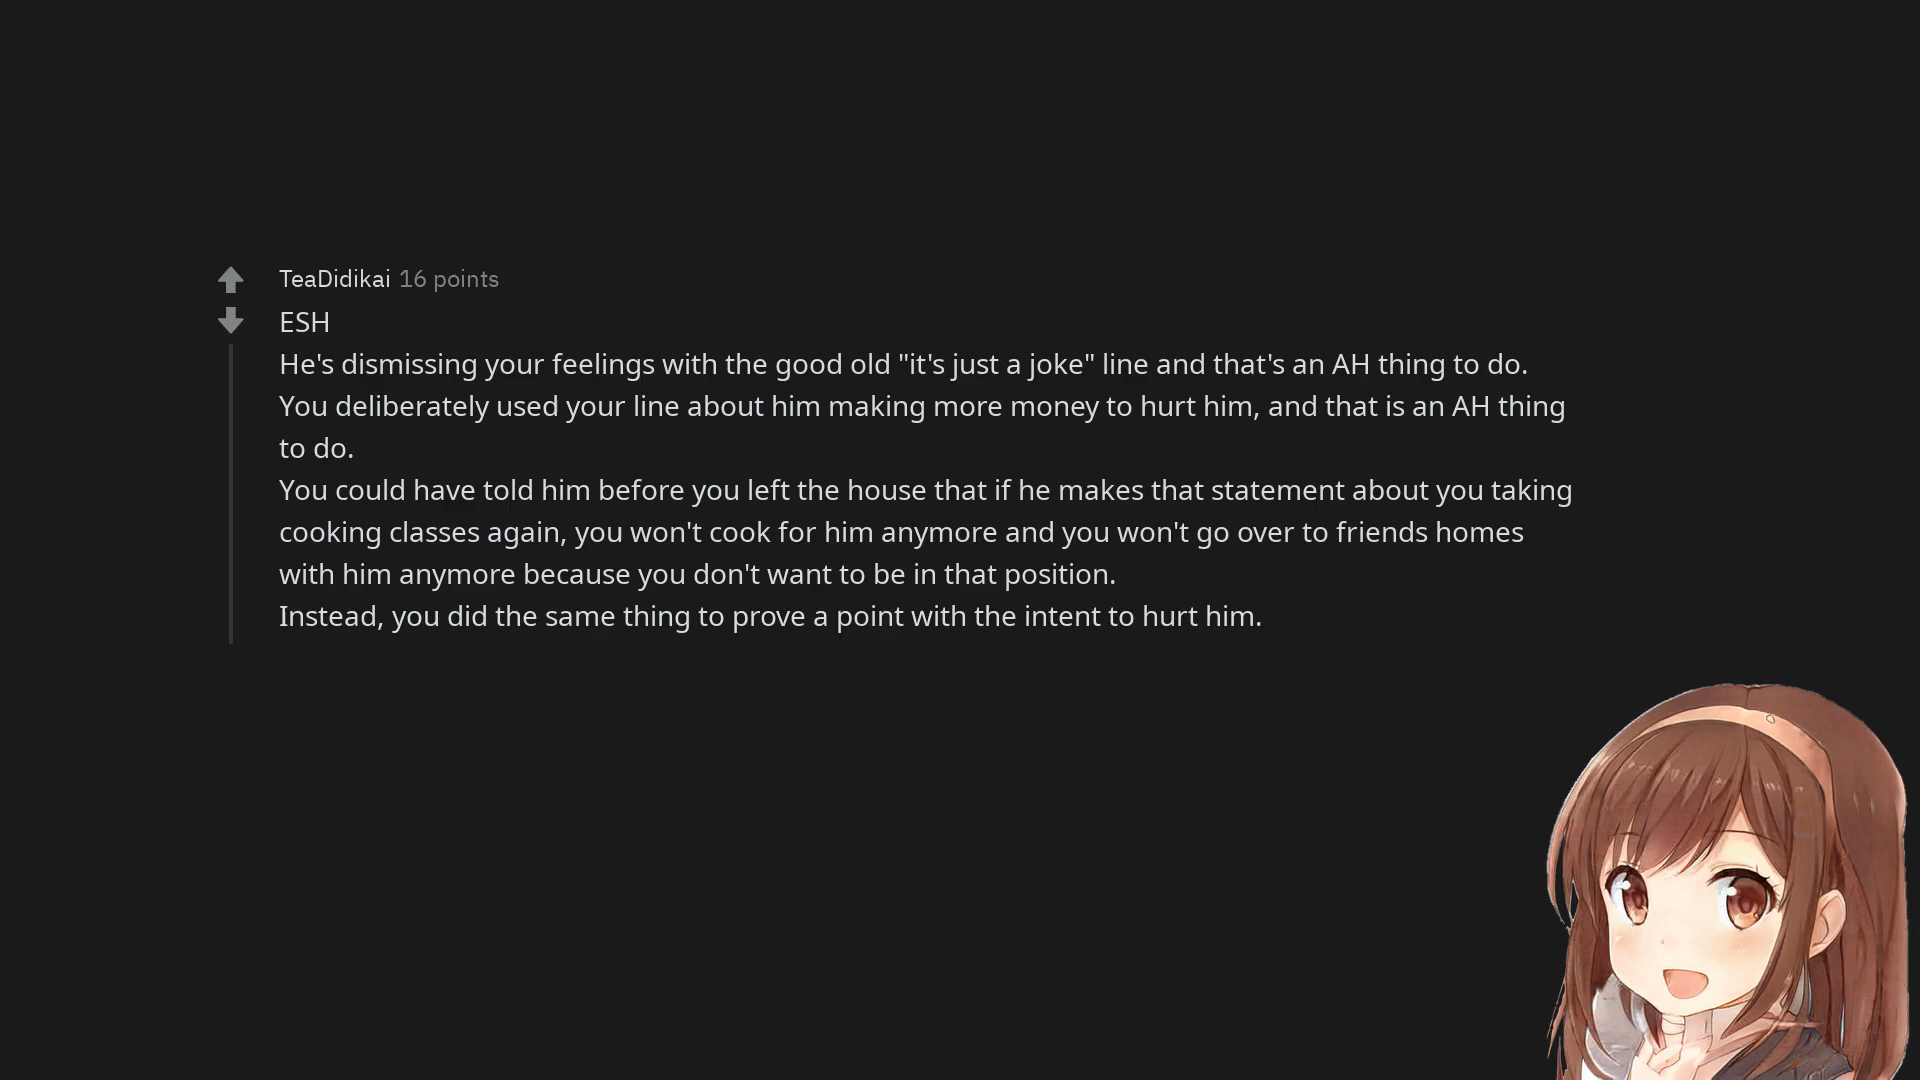 TeaDidikai 16 points
ESH
He's dismissing your feelings with the good old "it's just a joke" line and that's an AH thing to do.
You deliberately used your line about him making more money to hurt him, and that is an AH thing
to do.
You could have told him before you left the house that if he makes that statement about you taking
cooking classes again, you won't cook for him anymore and you won't go over to friends homes
with him anymore because you don't want to be in that position.
Instead, you did the same thing to prove a point with the intent to hurt him.